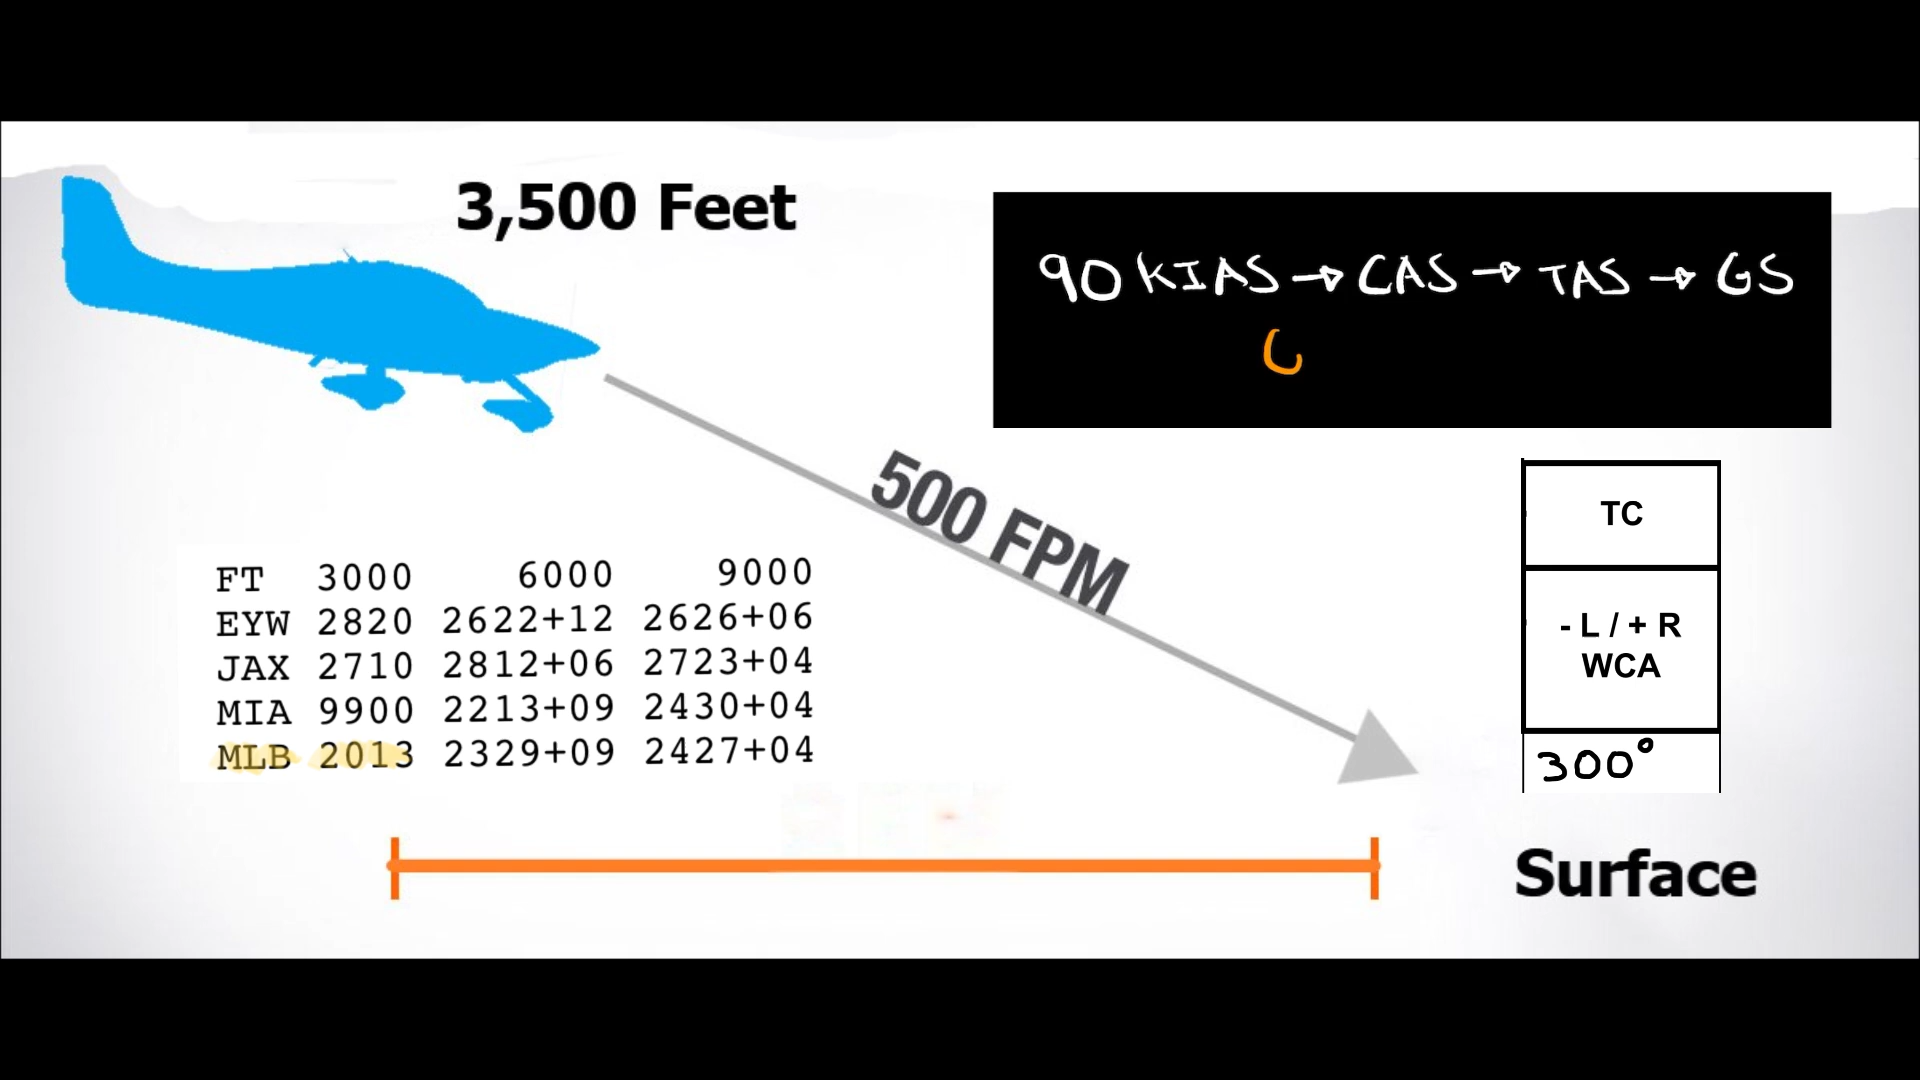 3,500 Feet
90 KIAS → CAS → TAS → GS
500 FPM
TC
- L / + R
WCA
300°
FT 3000 6000 9000
EYW 2820 2622+12 2626+06
JAX 2710 2812+06 2723+04
MIA 9900 2213+09 2430+04
MLB 2013 2329+09 2427+04
Surface